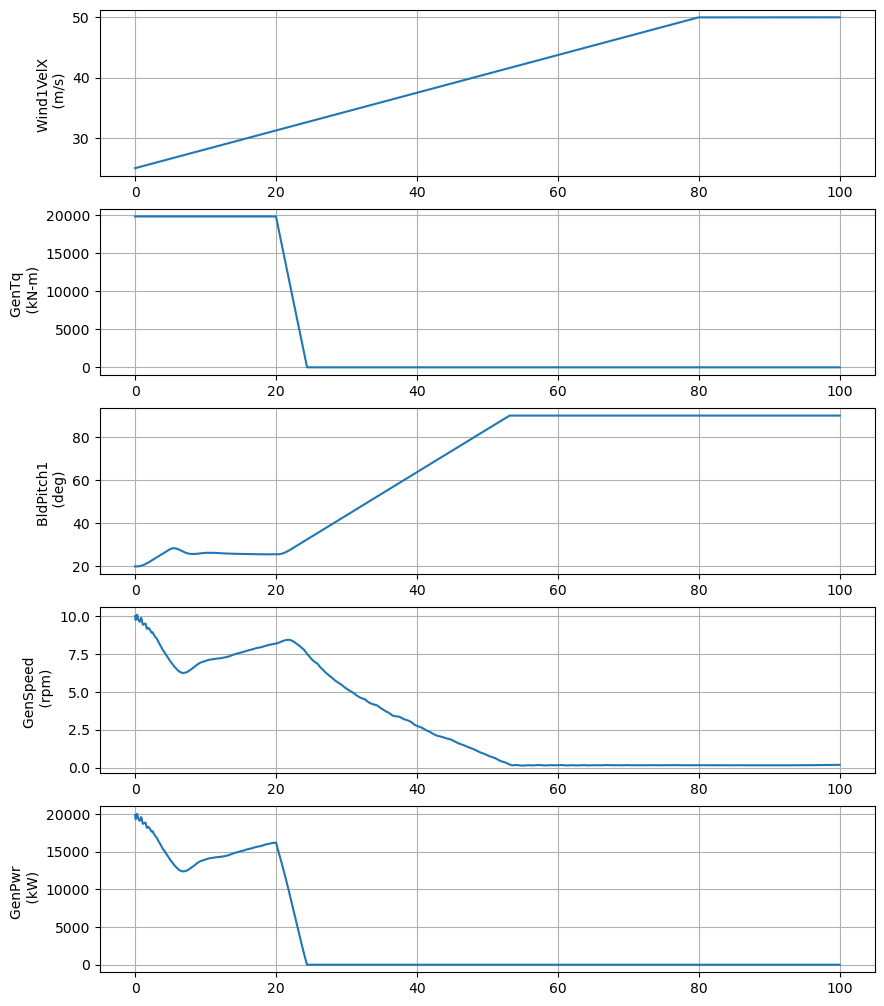 50
40
30
Wind1VelX
(m/s)
0 20 40 60 80 100
20000
15000
10000
5000
0
GenTq
(kN-m)
0 20 40 60 80 100
80
60
40
20
BldPitch1
(deg)
0 20 40 60 80 100
10.0
7.5
5.0
2.5
0.0
GenSpeed
(rpm)
0 20 40 60 80 100
20000
15000
10000
5000
0
GenPwr
(kW)
0 20 40 60 80 100